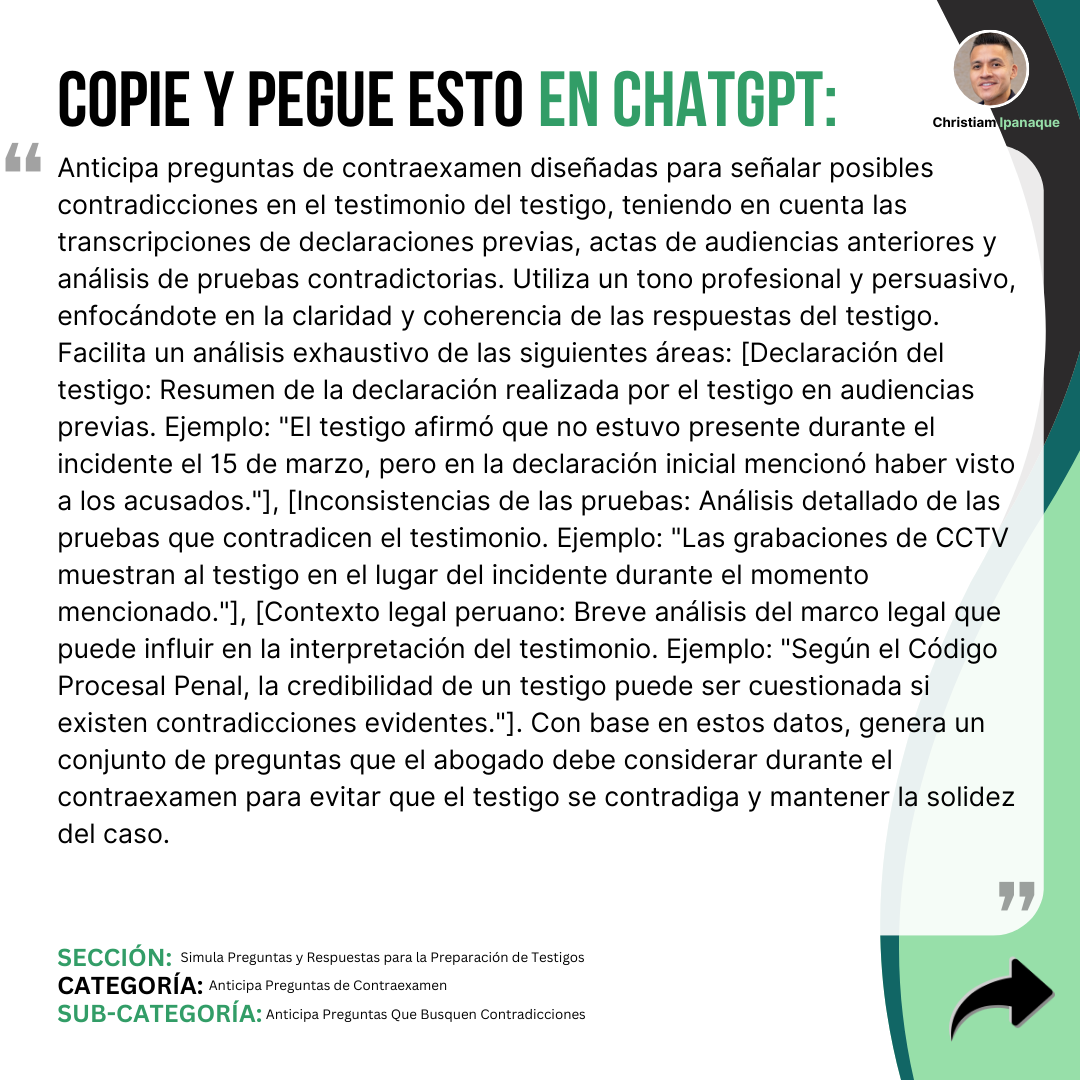 COPIE Y PEGUE ESTO EN CHATGPT:
Christiam Ipanaque
“
Anticipa preguntas de contraexamen diseñadas para señalar posibles
contradicciones en el testimonio del testigo, teniendo en cuenta las
transcripciones de declaraciones previas, actas de audiencias anteriores y
análisis de pruebas contradictorias. Utiliza un tono profesional y persuasivo,
enfocándote en la claridad y coherencia de las respuestas del testigo.
Facilita un análisis exhaustivo de las siguientes áreas: [Declaración del
testigo: Resumen de la declaración realizada por el testigo en audiencias
previas. Ejemplo: "El testigo afirmó que no estuvo presente durante el
incidente el 15 de marzo, pero en la declaración inicial mencionó haber visto
a los acusados."], [Inconsistencias de las pruebas: Análisis detallado de las
pruebas que contradicen el testimonio. Ejemplo: "Las grabaciones de CCTV
muestran al testigo en el lugar del incidente durante el momento
mencionado."], [Contexto legal peruano: Breve análisis del marco legal que
puede influir en la interpretación del testimonio. Ejemplo: "Según el Código
Procesal Penal, la credibilidad de un testigo puede ser cuestionada si
existen contradicciones evidentes."]. Con base en estos datos, genera un
conjunto de preguntas que el abogado debe considerar durante el
contraexamen para evitar que el testigo se contradiga y mantener la solidez
del caso.
”
SECCIÓN: Simula Preguntas y Respuestas para la Preparación de Testigos
CATEGORÍA: Anticipa Preguntas de Contraexamen
SUB-CATEGORÍA: Anticipa Preguntas Que Busquen Contradicciones